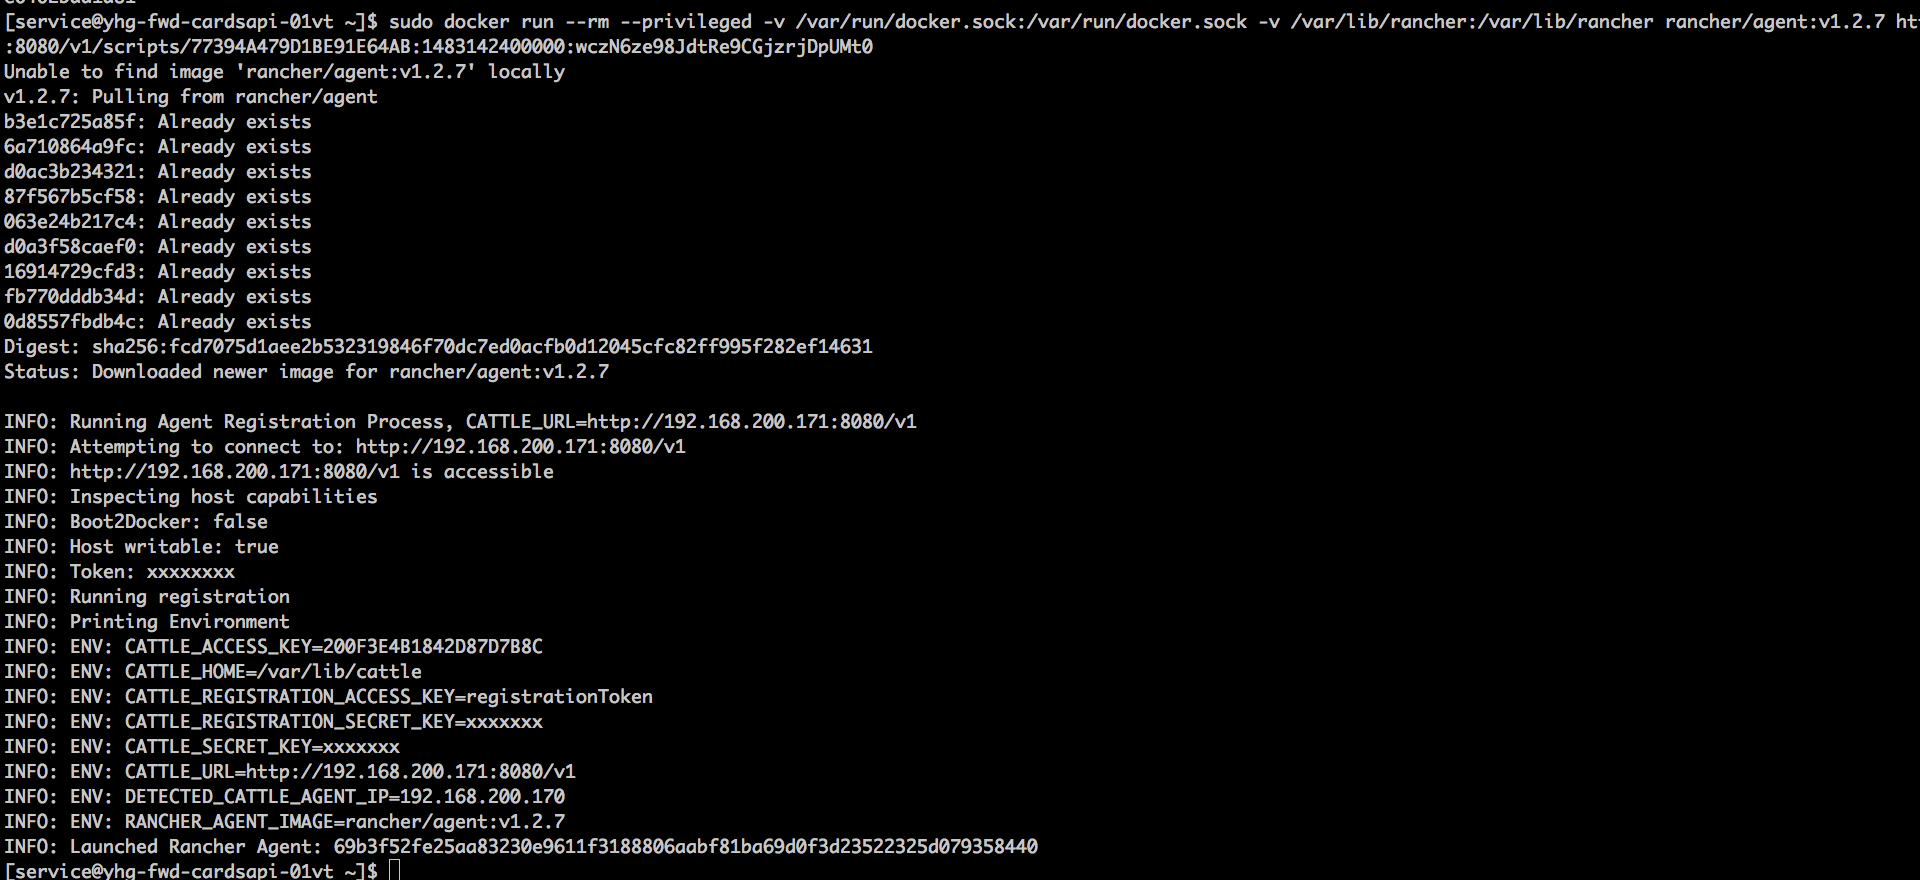 [service@yhg-fwd-cardsapi-01vt ~]$ sudo docker run --rm --privileged -v /var/run/docker.sock:/var/run/docker.sock -v /var/lib/rancher:/var/lib/rancher rancher/agent:v1.2.7 htt
:8080/v1/scripts/77394A479D1BE91E64AB:1483142400000:wczN6ze98JdtRe9CGjzrjDpUMt0
Unable to find image 'rancher/agent:v1.2.7' locally
v1.2.7: Pulling from rancher/agent
b3e1c725a85f: Already exists
6a710864a9fc: Already exists
d0ac3b234321: Already exists
87f567b5cf58: Already exists
063e24b217c4: Already exists
d0a3f58caef0: Already exists
16914729cfd3: Already exists
fb770dddb34d: Already exists
0d8557fbdb4c: Already exists
Digest: sha256:fcd7075d1aee2b532319846f70dc7ed0acfb0d12045cfc82ff995f282ef14631
Status: Downloaded newer image for rancher/agent:v1.2.7
INFO: Running Agent Registration Process, CATTLE_URL=http://192.168.200.171:8080/v1
INFO: Attempting to connect to: http://192.168.200.171:8080/v1
INFO: http://192.168.200.171:8080/v1 is accessible
INFO: Inspecting host capabilities
INFO: Boot2Docker: false
INFO: Host writable: true
INFO: Token: xxxxxxxx
INFO: Running registration
INFO: Printing Environment
INFO: ENV: CATTLE_ACCESS_KEY=200F3E4B1842D87D7B8C
INFO: ENV: CATTLE_HOME=/var/lib/cattle
INFO: ENV: CATTLE_REGISTRATION_ACCESS_KEY=registrationToken
INFO: ENV: CATTLE_REGISTRATION_SECRET_KEY=xxxxxxx
INFO: ENV: CATTLE_SECRET_KEY=xxxxxxx
INFO: ENV: CATTLE_URL=http://192.168.200.171:8080/v1
INFO: ENV: DETECTED_CATTLE_AGENT_IP=192.168.200.170
INFO: ENV: RANCHER_AGENT_IMAGE=rancher/agent:v1.2.7
INFO: Launched Rancher Agent: 69b3f52fe25aa83230e9611f3188806aabf81ba69d0f3d23522325d079358440
[service@yhg-fwd-cardsapi-01vt ~]$